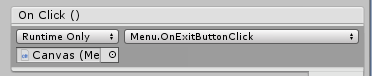 On Click ()
Runtime Only Menu.OnExitButtonClick
Canvas (Me